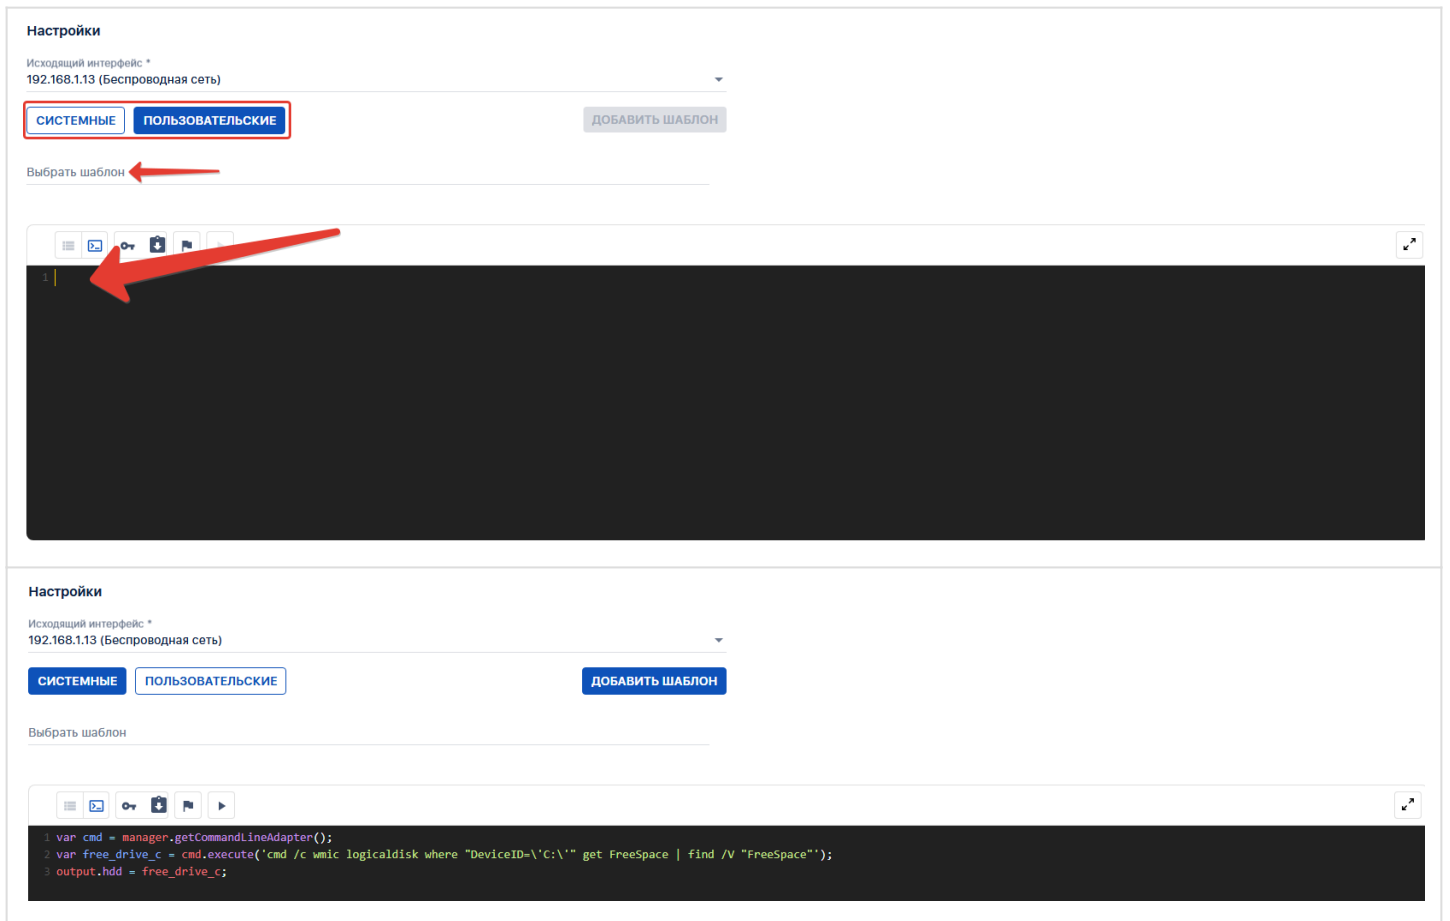 Настройки
Исходящий интерфейс *
192.168.1.13 (Беспроводная сеть)
СИСТЕМНЫЕ ПОЛЬЗОВАТЕЛЬСКИЕ ДОБАВИТЬ ШАБЛОН
Выбрать шаблон
1
Настройки
Исходящий интерфейс *
192.168.1.13 (Беспроводная сеть)
СИСТЕМНЫЕ ПОЛЬЗОВАТЕЛЬСКИЕ ДОБАВИТЬ ШАБЛОН
Выбрать шаблон
1 var cmd = manager.getCommandLineAdapter();
2 var free_drive_c = cmd.execute('cmd /c wmic logicaldisk where "DeviceID=\'C:\'" get FreeSpace | find /V "FreeSpace"');
3 output.hdd = free_drive_c;